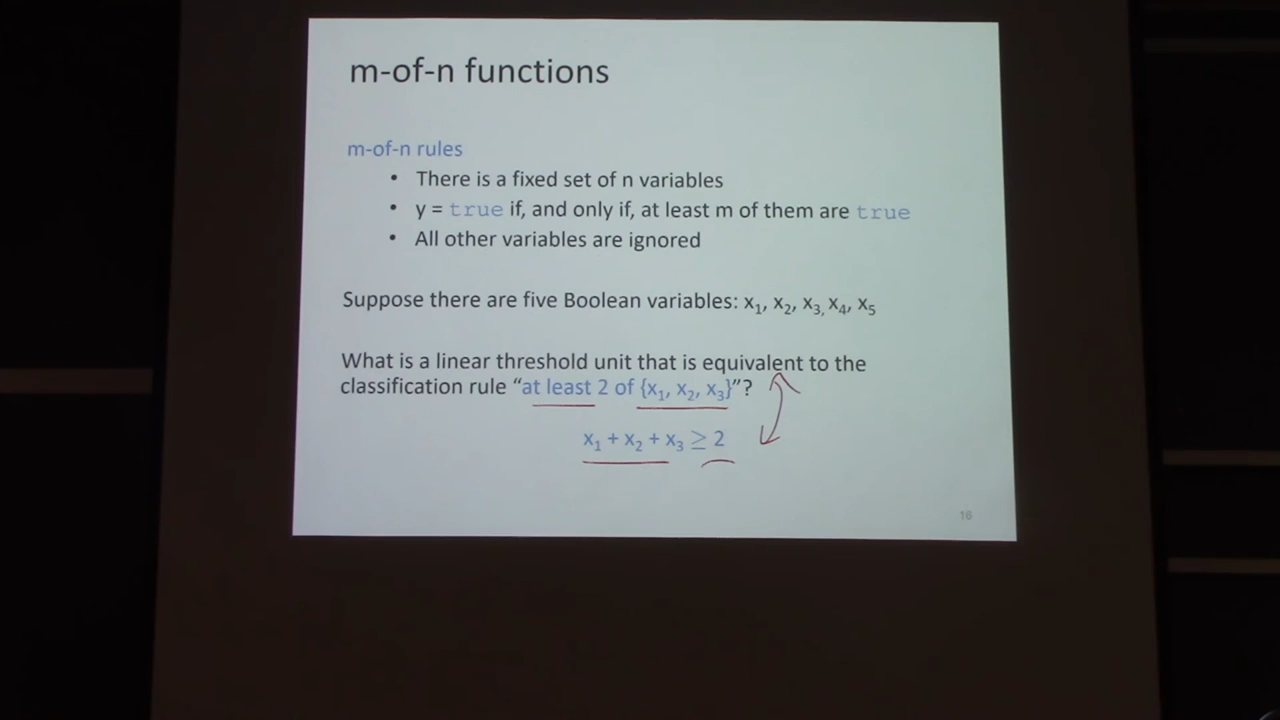 m-of-n functions
m-of-n rules
• There is a fixed set of n variables
• y = true if, and only if, at least m of them are true
• All other variables are ignored
Suppose there are five Boolean variables: x₁, x₂, x₃, x₄, x₅
What is a linear threshold unit that is equivalent to the
classification rule “at least 2 of {x₁, x₂, x₃}”?
x₁ + x₂ + x₃ ≥ 2
16